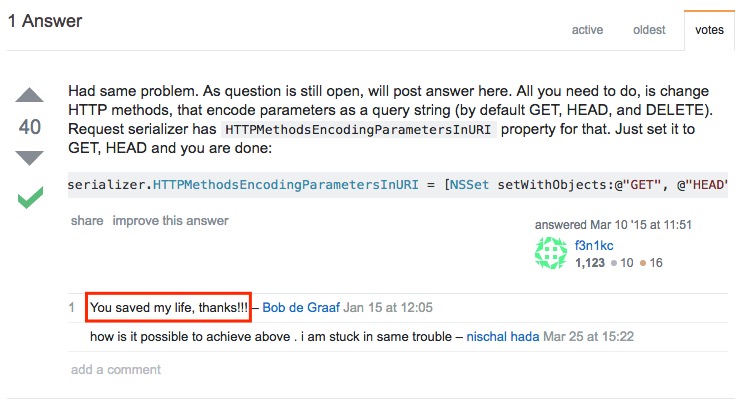 1 Answer
active oldest votes
Had same problem. As question is still open, will post answer here. All you need to do, is change
HTTP methods, that encode parameters as a query string (by default GET, HEAD, and DELETE).
40
Request serializer has HTTPMethodsEncodingParametersInURI property for that. Just set it to
GET, HEAD and you are done:
serializer.HTTPMethodsEncodingParametersInURI = [NSSet setWithObjects:@"GET", @"HEAD"
share improve this answer
answered Mar 10 '15 at 11:51
f3n1kc
1,123 10 16
1 You saved my life, thanks!!! – Bob de Graaf Jan 15 at 12:05
how is it possible to achieve above . i am stuck in same trouble – nischal hada Mar 25 at 15:22
add a comment